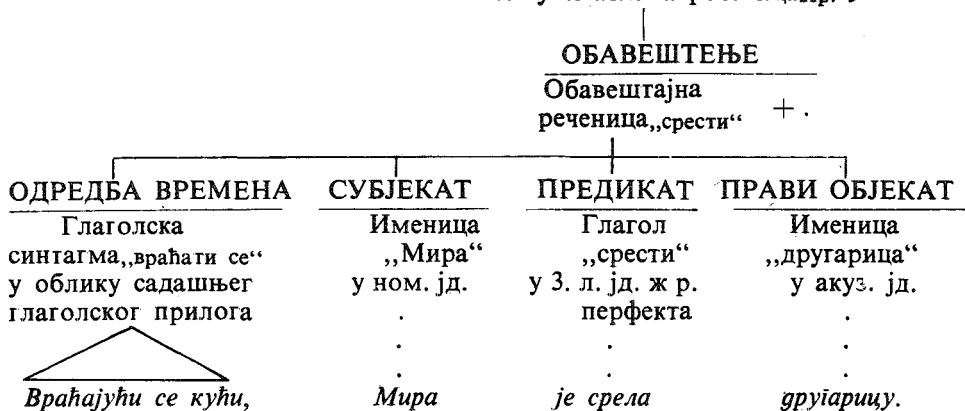 ОБАВЕШТЕЊЕ
Обавештајна
реченица„срести“ + .
ОДРЕДБА ВРЕМЕНА СУБЈЕКАТ ПРЕДИКАТ ПРАВИ ОБЈЕКАТ
Глаголска Именица Глагол Именица
синтагма„враћати се“ „Мира“ „срести“ „другарица“
у облику садашњег у ном. јд. у 3. л. јд. ж р. у акуз. јд.
глаголског прилога . перфекта .
. . .
. . .
Враћајући се кући, Мира је срела другарицу.